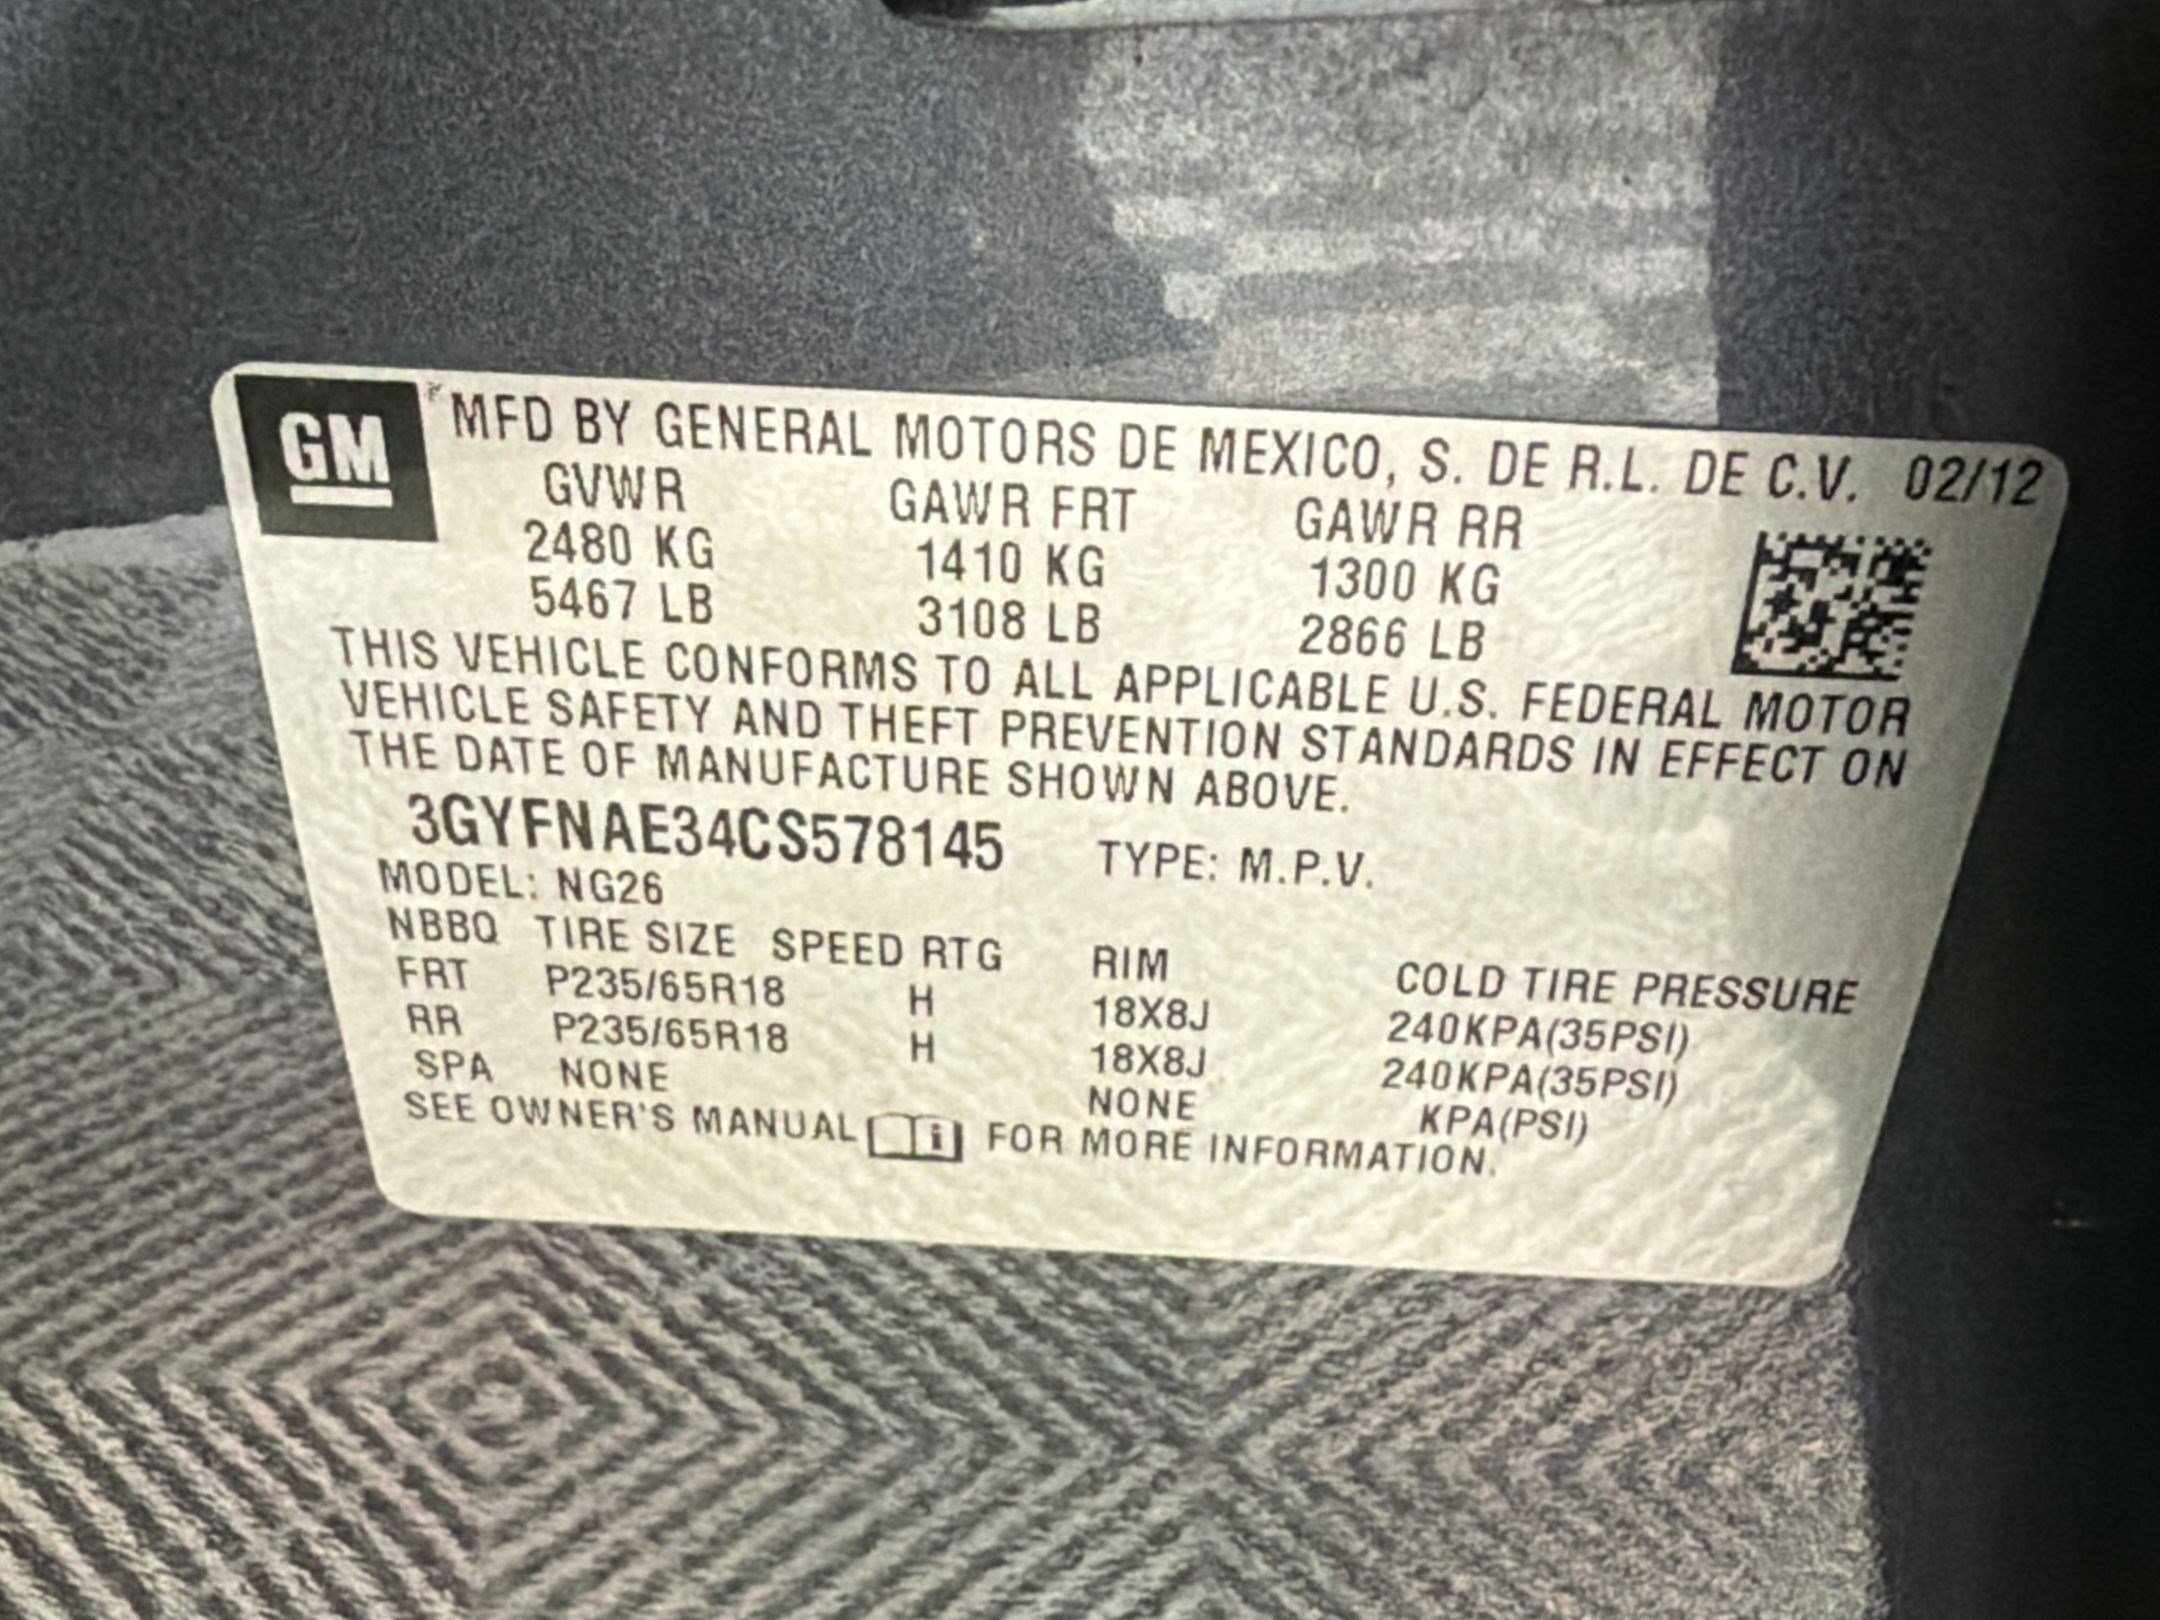 GM
MFD BY GENERAL MOTORS DE MEXICO, S. DE R.L. DE C.V. 02/12
GVWR GAWR FRT GAWR RR
2480 KG 1410 KG 1300 KG
5467 LB 3108 LB 2866 LB
THIS VEHICLE CONFORMS TO ALL APPLICABLE U.S. FEDERAL MOTOR
VEHICLE SAFETY AND THEFT PREVENTION STANDARDS IN EFFECT ON
THE DATE OF MANUFACTURE SHOWN ABOVE.
3GYFNAE34CS578145 TYPE: M.P.V.
MODEL: NG26
NBBQ TIRE SIZE SPEED RTG RIM COLD TIRE PRESSURE
FRT P235/65R18 H 18X8J 240KPA(35PSI)
RR P235/65R18 H 18X8J 240KPA(35PSI)
SPA NONE NONE KPA(PSI)
SEE OWNER'S MANUAL i FOR MORE INFORMATION.